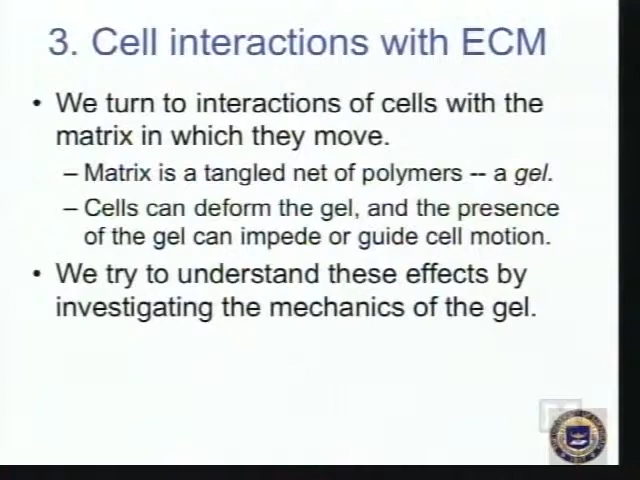 3. Cell interactions with ECM
• We turn to interactions of cells with the
matrix in which they move.
– Matrix is a tangled net of polymers -- a gel.
– Cells can deform the gel, and the presence
of the gel can impede or guide cell motion.
• We try to understand these effects by
investigating the mechanics of the gel.